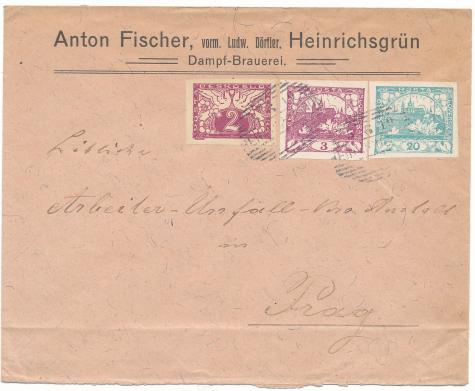 Anton Fischer, vorm. Ludw. Dörfler, Heinrichsgrün
Dampf-Brauerei.
ČESKOSLO
2
POŠTA
3
POŠTA
20
Löbliche
Arbeiter-Unfall-Vers. Anstalt
in
Prag